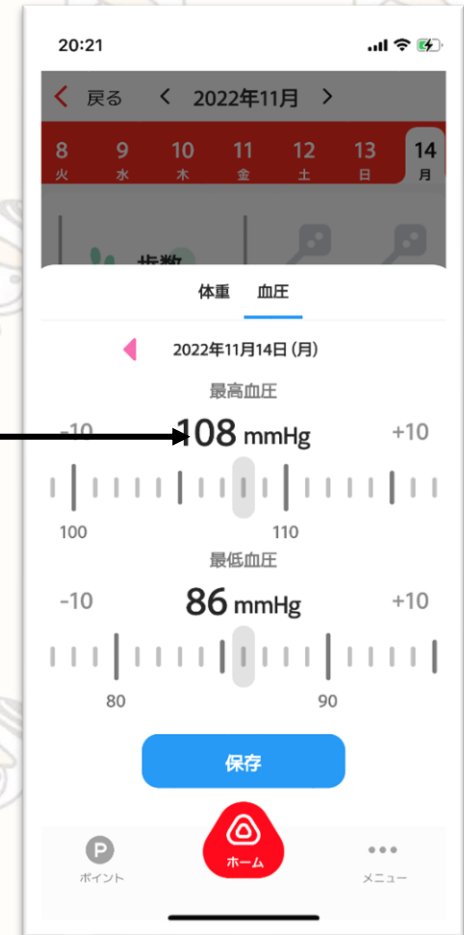 20:21
戻る 2022年11月
8 9 10 11 12 13 14
火 水 木 金 土 日 月
歩数
体重 血圧
2022年11月14日 (月)
最高血圧
-10 108 mmHg +10
100 110
最低血圧
-10 86 mmHg +10
80 90
保存
P
ポイント ホーム メニュー